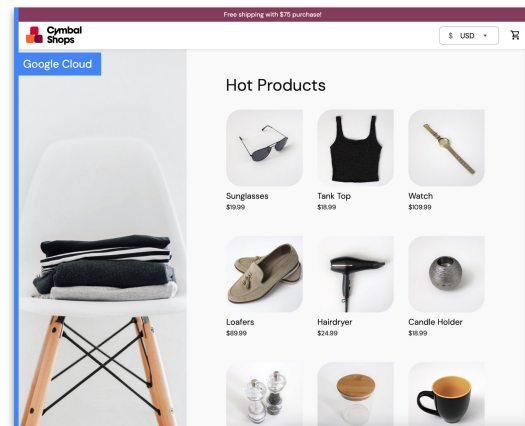 Free shipping with $75 purchase!
Cymbal
Shops
$ USD
Google Cloud
Hot Products
Sunglasses
$19.99
Tank Top
$18.99
Watch
$109.99
Loafers
$89.99
Hairdryer
$24.99
Candle Holder
$18.99